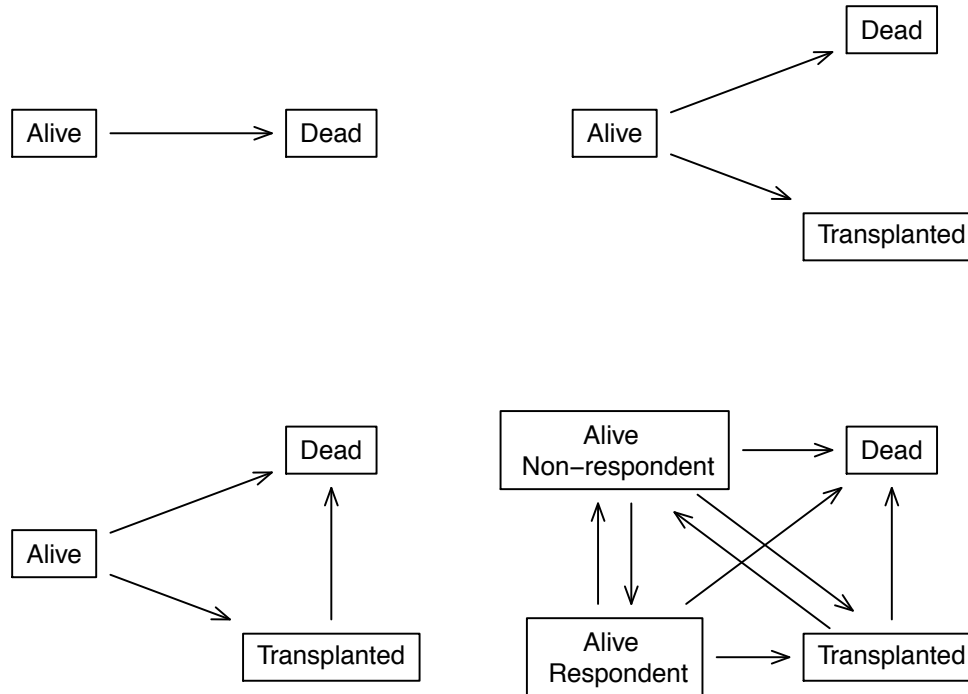 Alive
Dead
Alive
Dead
Transplanted
Alive
Dead
Transplanted
Alive
Non−respondent
Dead
Alive
Respondent
Transplanted